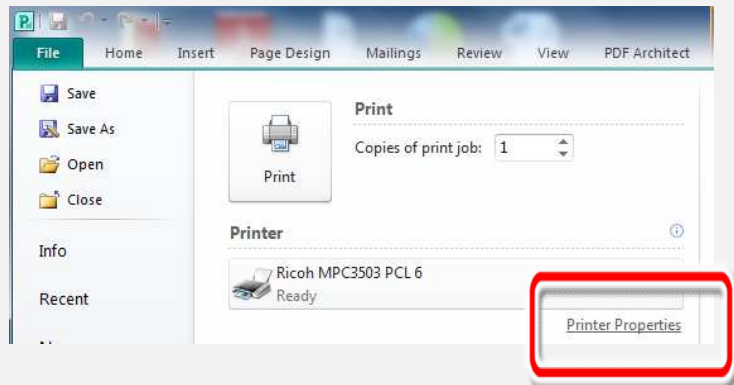 P
File Home Insert Page Design Mailings Review View PDF Architect
Save
Save As
Open
Close
Info
Recent
Print
Print
Copies of print job: 1
Printer
Ricoh MPC3503 PCL 6
Ready
Printer Properties